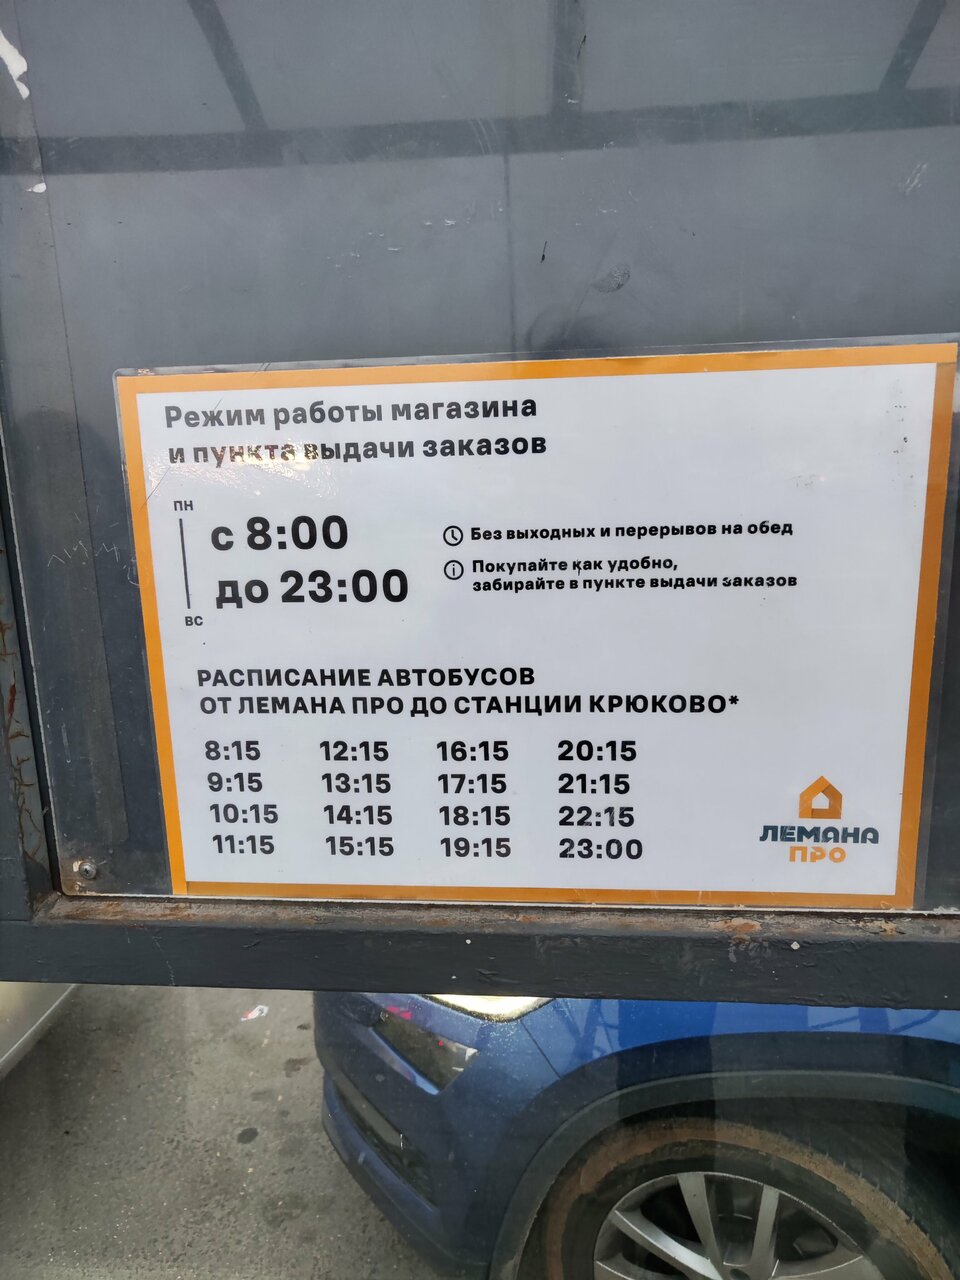 Режим работы магазина
и пункта выдачи заказов
ПН
с 8:00
до 23:00
ВС
Без выходных и перерывов на обед
Покупайте как удобно,
забирайте в пункте выдачи заказов
РАСПИСАНИЕ АВТОБУСОВ
ОТ ЛЕМАНА ПРО ДО СТАНЦИИ КРЮКОВО*
8:15 12:15 16:15 20:15
9:15 13:15 17:15 21:15
10:15 14:15 18:15 22:15
11:15 15:15 19:15 23:00
ЛЕМАНА
ПРО